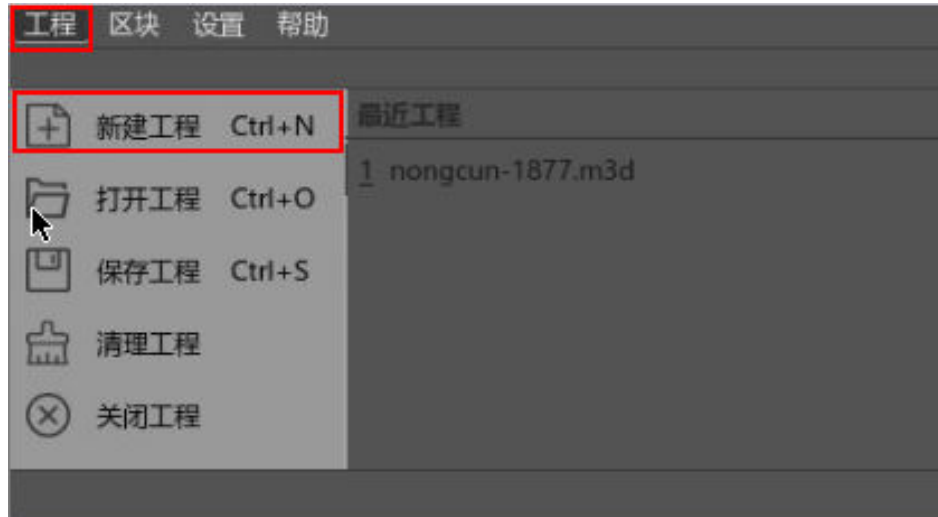 工程 区块 设置 帮助
新建工程 Ctrl+N
最近工程
打开工程 Ctrl+O
1 nongcun-1877.m3d
保存工程 Ctrl+S
清理工程
关闭工程